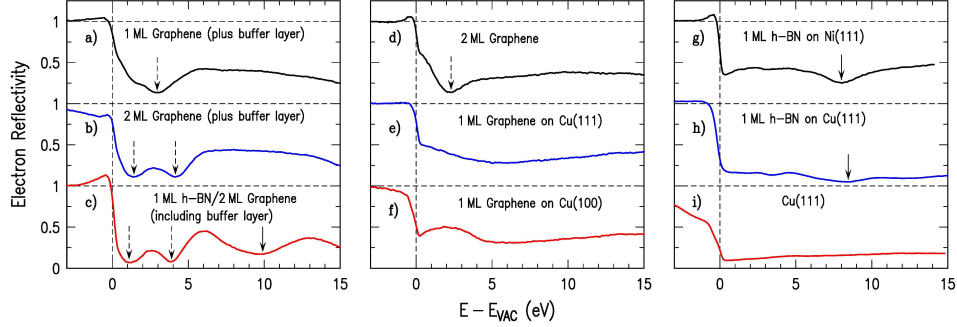 Electron Reflectivity
1
0.5
1
0.5
1
0.5
0
a)
1 ML Graphene (plus buffer layer)
b)
2 ML Graphene (plus buffer layer)
c)
1 ML h-BN/2 ML Graphene
(including buffer layer)
0 5 10 15
d)
2 ML Graphene
e)
1 ML Graphene on Cu(111)
f)
1 ML Graphene on Cu(100)
0 5 10 15
E - E_VAC (eV)
g)
1 ML h-BN on Ni(111)
h)
1 ML h-BN on Cu(111)
i)
Cu(111)
0 5 10 15